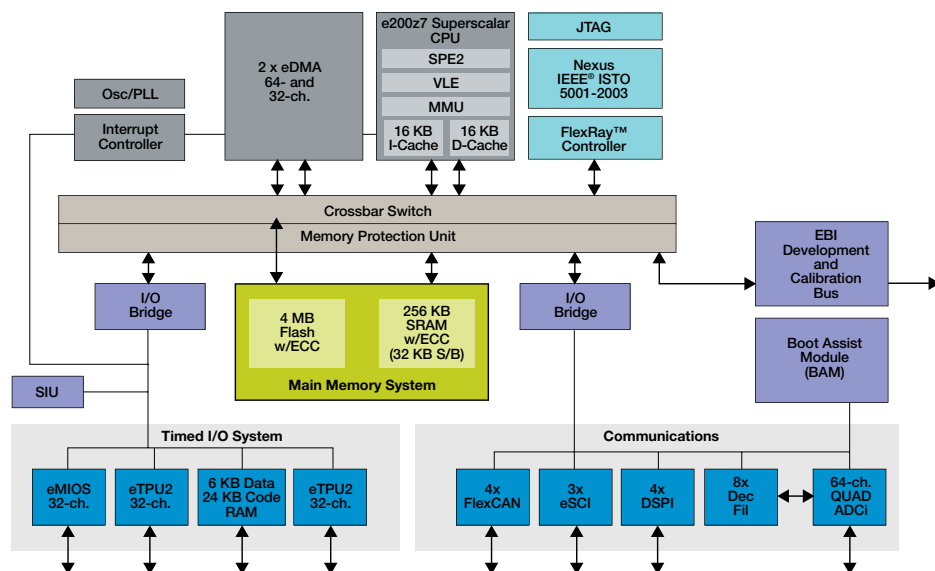 e200z7 Superscalar
CPU
SPE2
VLE
MMU
16 KB
I-Cache
16 KB
D-Cache
2 x eDMA
64- and
32-ch.
Osc/PLL
Interrupt
Controller
JTAG
Nexus
IEEE® ISTO
5001-2003
FlexRay™
Controller
Crossbar Switch
Memory Protection Unit
I/O
Bridge
4 MB
Flash
w/ECC
256 KB
SRAM
w/ECC
(32 KB S/B)
Main Memory System
I/O
Bridge
EBI
Development
and
Calibration
Bus
Boot Assist
Module
(BAM)
SIU
Timed I/O System
eMIOS
32-ch.
eTPU2
32-ch.
6 KB Data
24 KB Code
RAM
eTPU2
32-ch.
Communications
4x
FlexCAN
3x
eSCI
4x
DSPI
8x
Dec
Fil
64-ch.
QUAD
ADCi